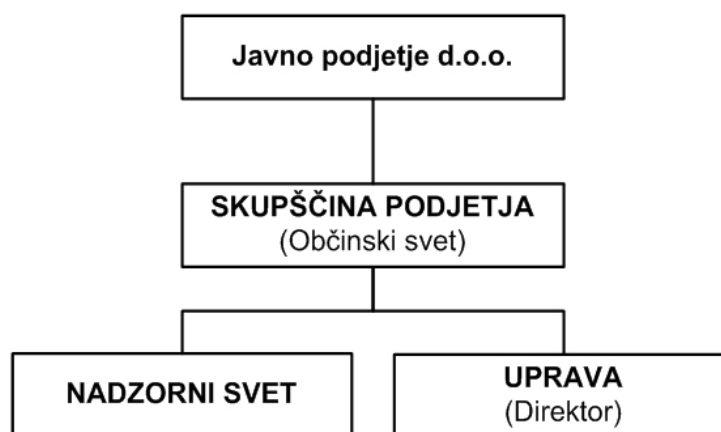 Javno podjetje d.o.o.
SKUPŠČINA PODJETJA
(Občinski svet)
NADZORNI SVET
UPRAVA
(Direktor)